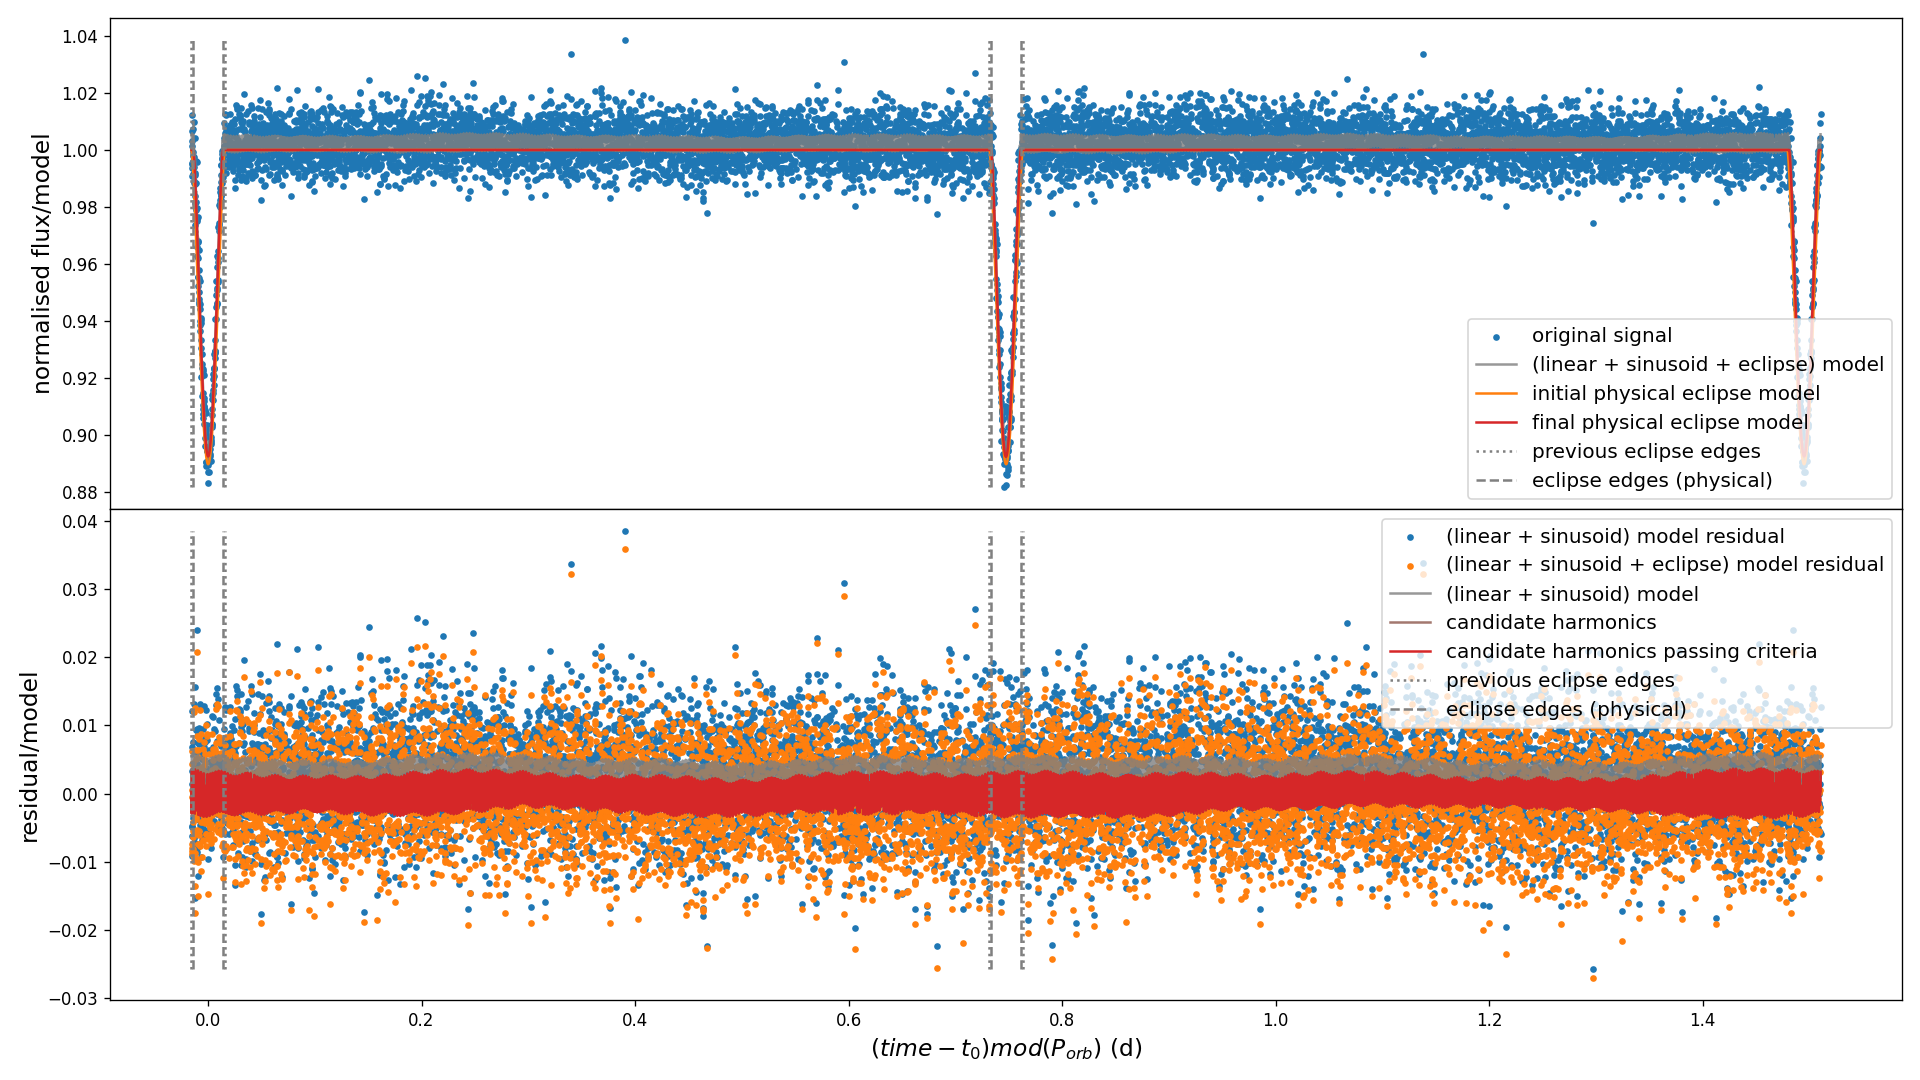 normalised flux/model
1.04
1.02
1.00
0.98
0.96
0.94
0.92
0.90
0.88
original signal
(linear + sinusoid + eclipse) model
initial physical eclipse model
final physical eclipse model
previous eclipse edges
eclipse edges (physical)
residual/model
0.04
0.03
0.02
0.01
0.00
−0.01
−0.02
−0.03
(linear + sinusoid) model residual
(linear + sinusoid + eclipse) model residual
(linear + sinusoid) model
candidate harmonics
candidate harmonics passing criteria
previous eclipse edges
eclipse edges (physical)
0.0 0.2 0.4 0.6 0.8 1.0 1.2 1.4
(time − t₀)mod(P_orb) (d)